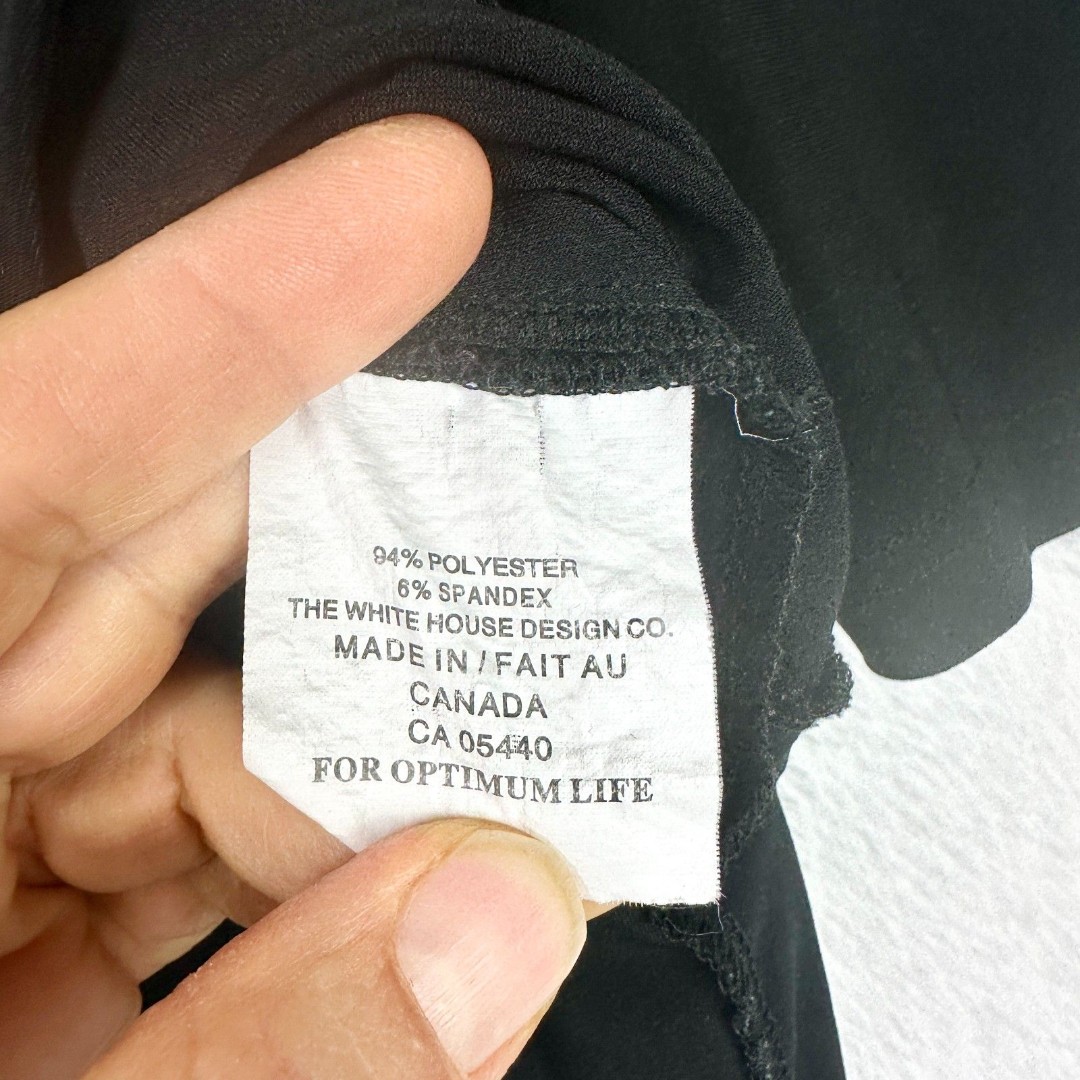 94% POLYESTER
6% SPANDEX
THE WHITE HOUSE DESIGN CO.
MADE IN / FAIT AU
CANADA
CA 05440
FOR OPTIMUM LIFE